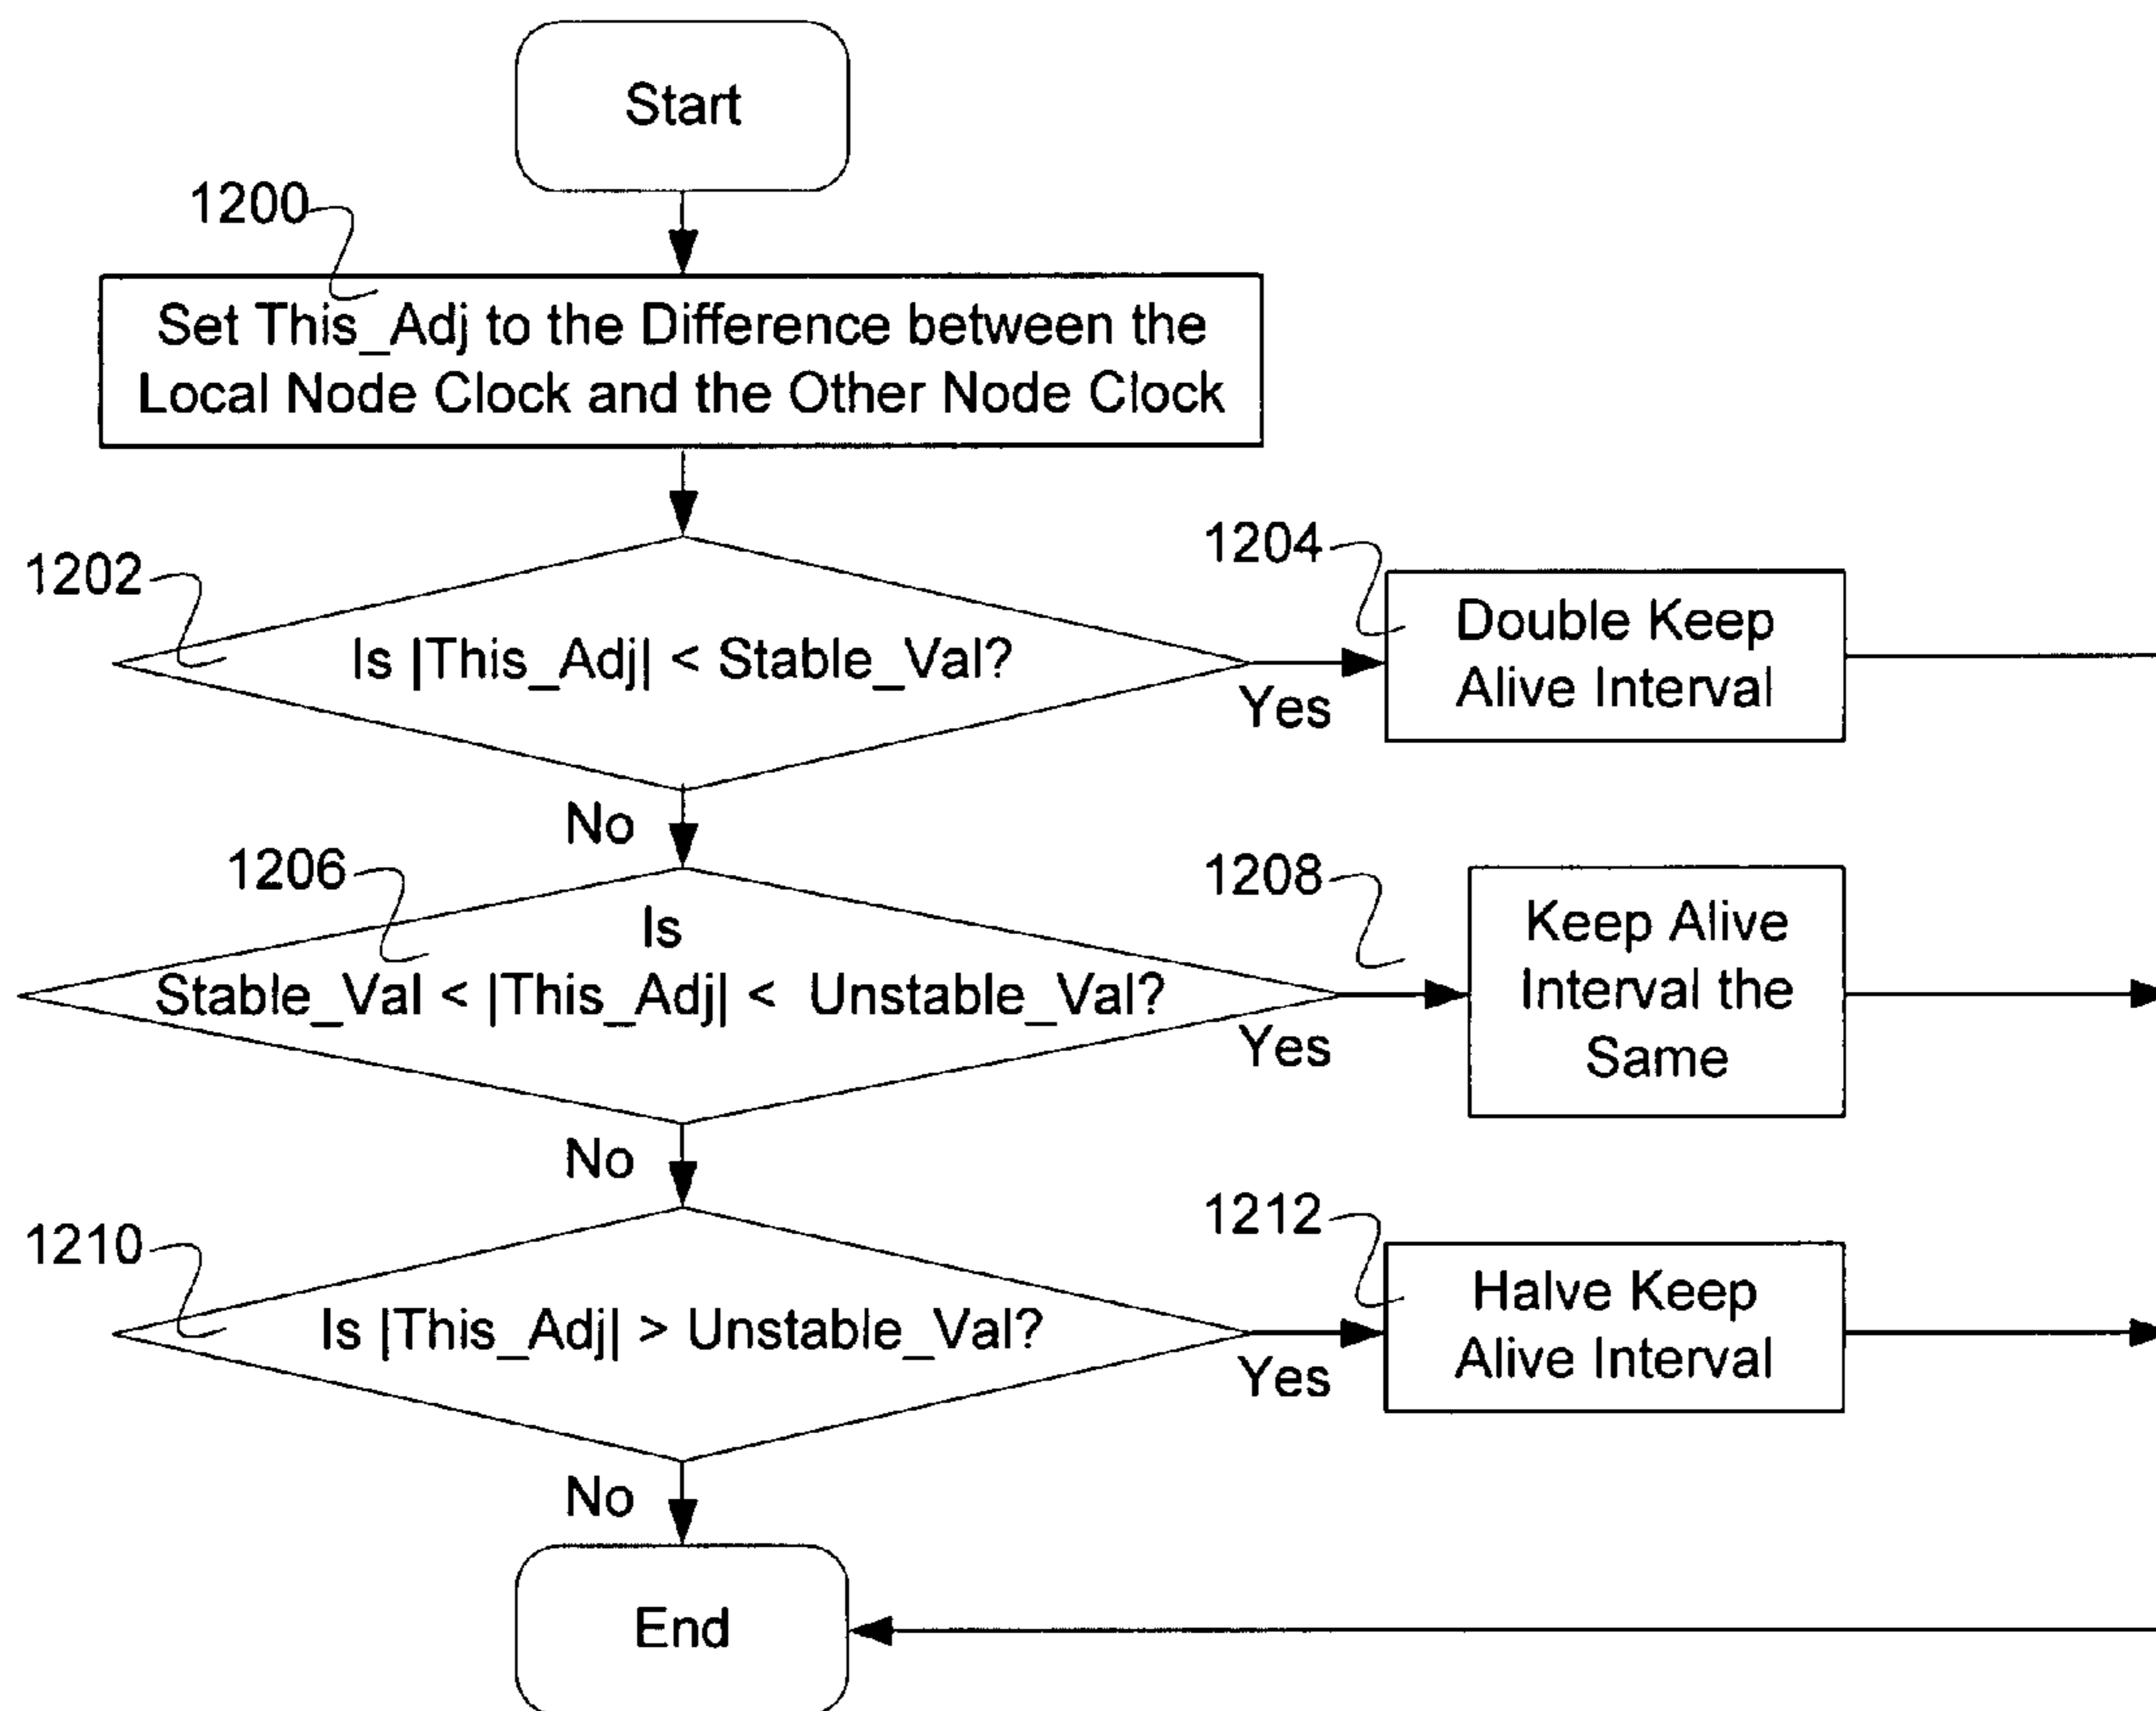 Start
1200
Set This_Adj to the Difference between the
Local Node Clock and the Other Node Clock
1202
Is |This_Adj| < Stable_Val?
Yes
1204
Double Keep
Alive Interval
No
1206
Is
Stable_Val < |This_Adj| < Unstable_Val?
Yes
1208
Keep Alive
Interval the
Same
No
1210
Is |This_Adj| > Unstable_Val?
Yes
1212
Halve Keep
Alive Interval
No
End